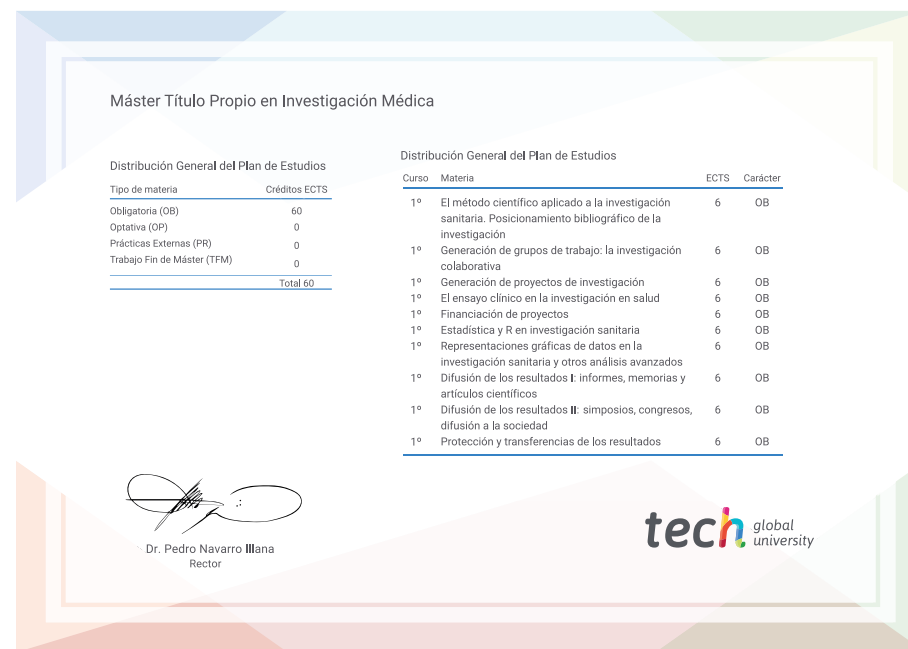 Máster Título Propio en Investigación Médica
Distribución General del Plan de Estudios
Tipo de materia Créditos ECTS
Obligatoria (OB) 60
Optativa (OP) 0
Prácticas Externas (PR) 0
Trabajo Fin de Máster (TFM) 0
Total 60
Distribución General del Plan de Estudios
Curso Materia ECTS Carácter
1º El método científico aplicado a la investigación 6 OB
sanitaria. Posicionamiento bibliográfico de la
investigación
1º Generación de grupos de trabajo: la investigación 6 OB
colaborativa
1º Generación de proyectos de investigación 6 OB
1º El ensayo clínico en la investigación en salud 6 OB
1º Financiación de proyectos 6 OB
1º Estadística y R en investigación sanitaria 6 OB
1º Representaciones gráficas de datos en la 6 OB
investigación sanitaria y otros análisis avanzados
1º Difusión de los resultados I: informes, memorias y 6 OB
artículos científicos
1º Difusión de los resultados II: simposios, congresos, 6 OB
difusión a la sociedad
1º Protección y transferencias de los resultados 6 OB
Dr. Pedro Navarro Illana
Rector
tech global
university